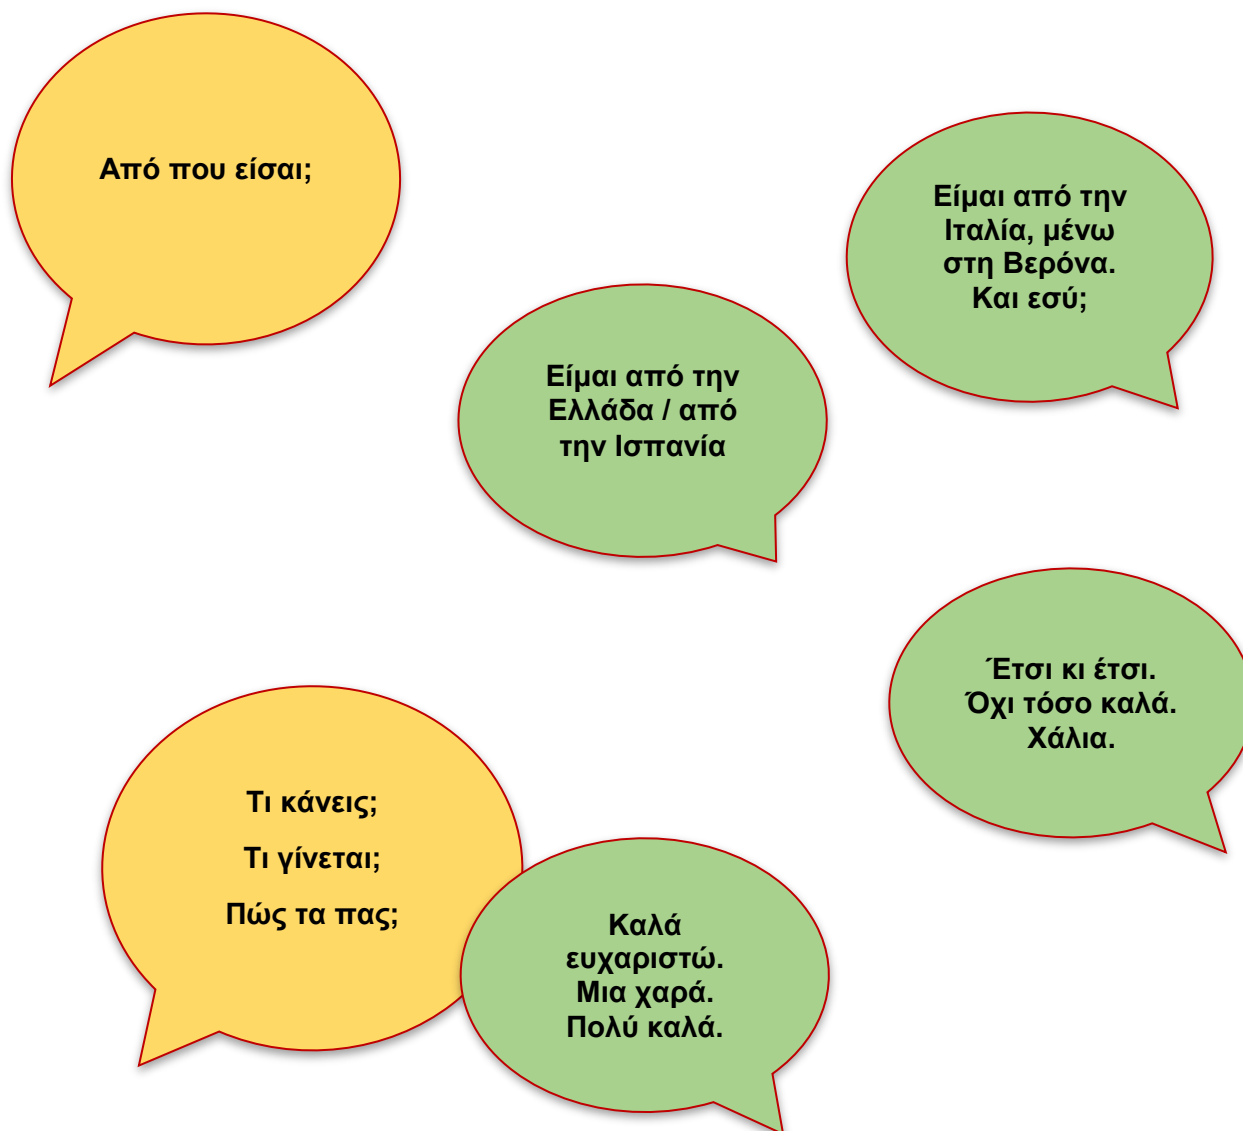 Από που είσαι;
Είμαι από την
Ιταλία, μένω
στη Βερόνα.
Και εσύ;
Είμαι από την
Ελλάδα / από
την Ισπανία
Έτσι κι έτσι.
Όχι τόσο καλά.
Χάλια.
Τι κάνεις;
Τι γίνεται;
Πώς τα πας;
Καλά
ευχαριστώ.
Μια χαρά.
Πολύ καλά.